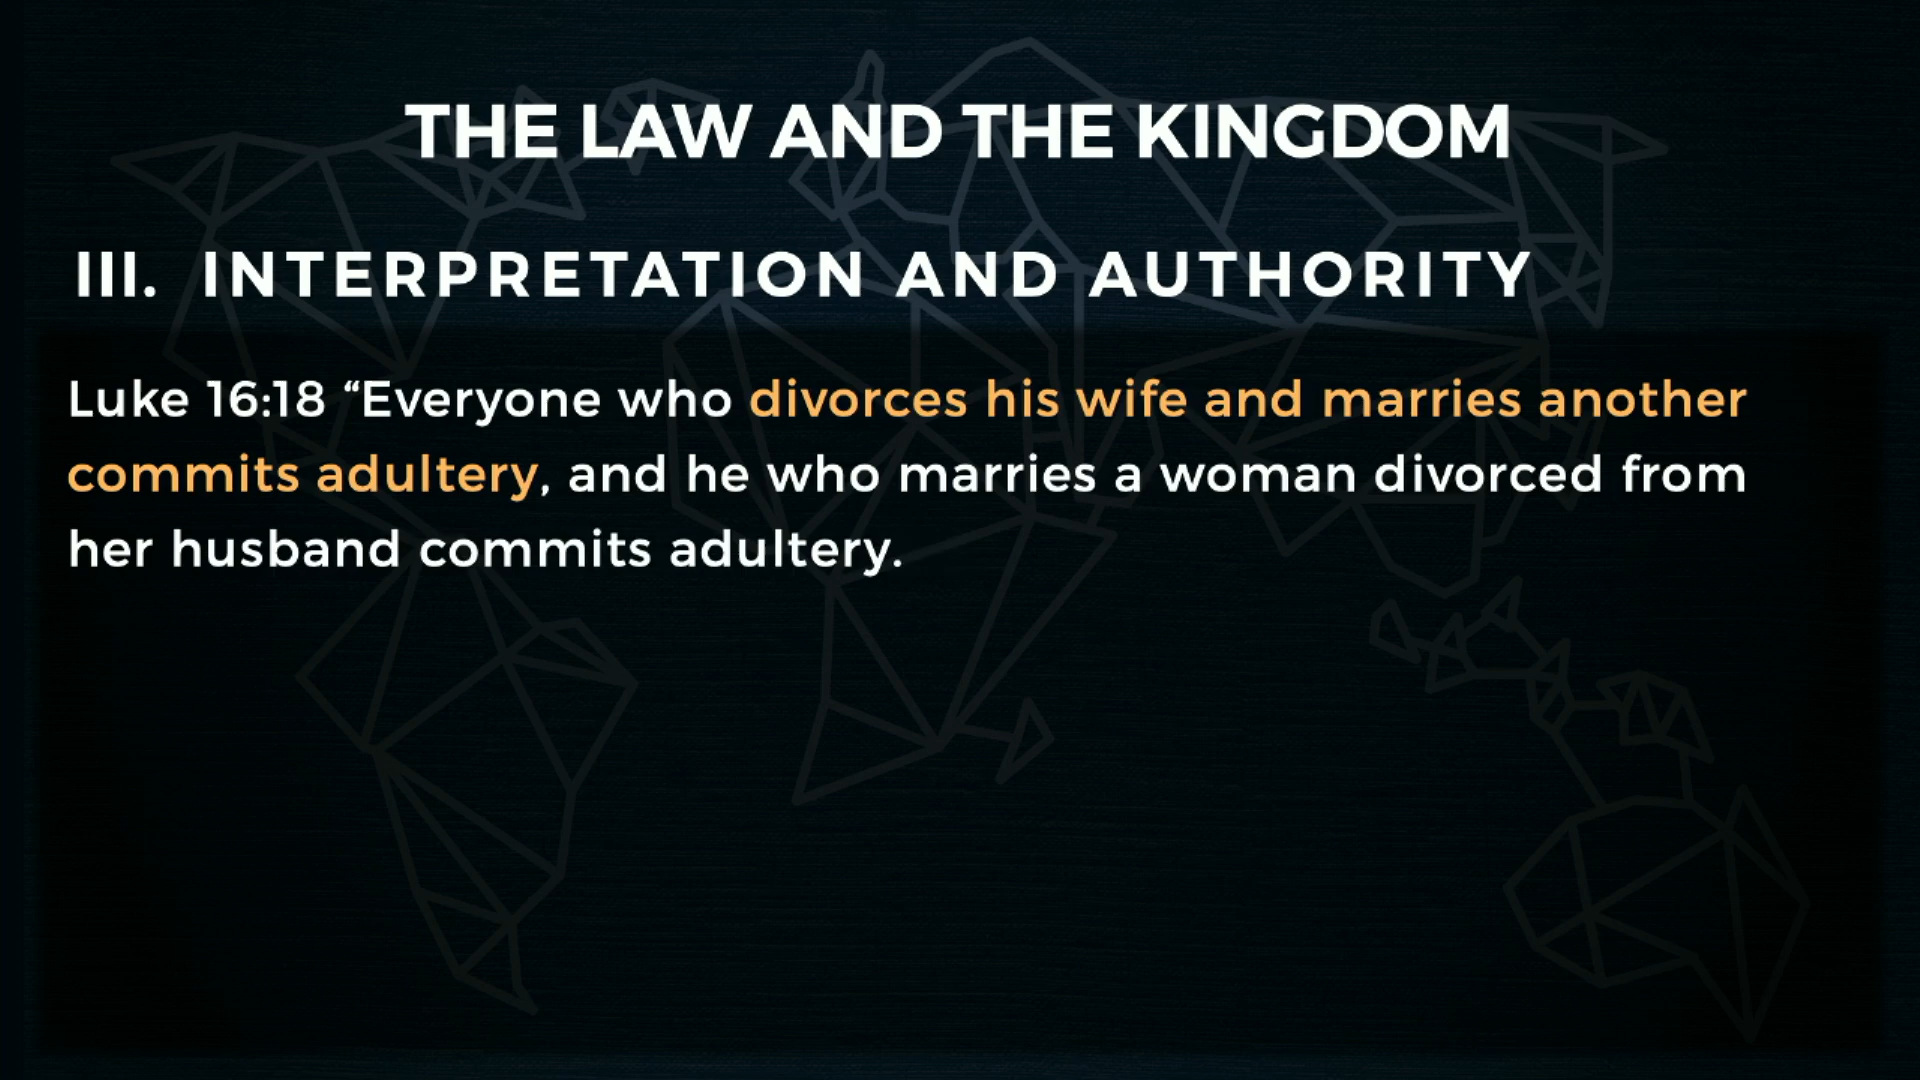 THE LAW AND THE KINGDOM
III. INTERPRETATION AND AUTHORITY
Luke 16:18 “Everyone who divorces his wife and marries another
commits adultery, and he who marries a woman divorced from
her husband commits adultery.